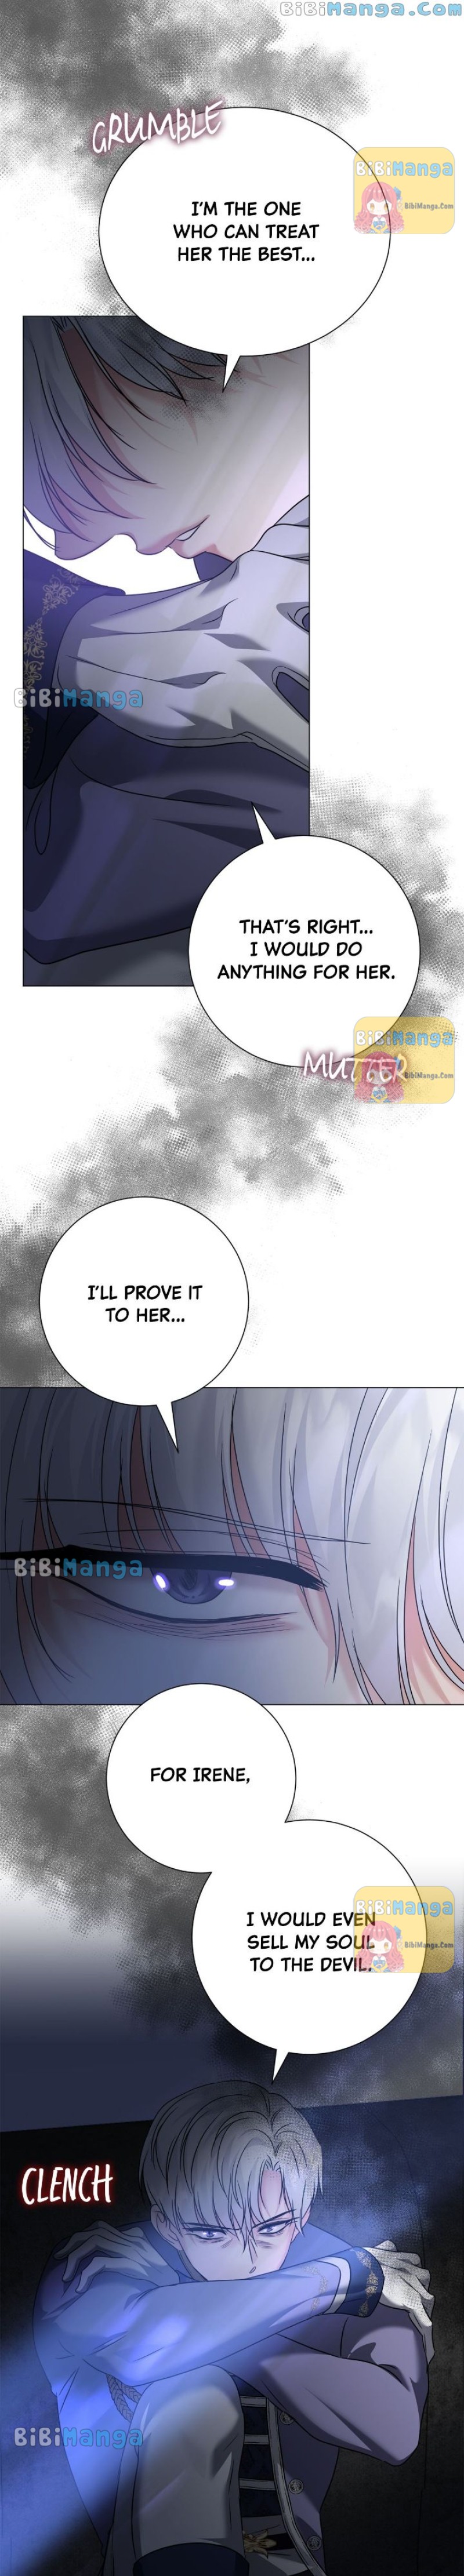 BiBiManga.Com
GRUMBLE
BiBiManga
BibiManga.Com
I'M THE ONE
WHO CAN TREAT
HER THE BEST...
BiBiManga
THAT'S RIGHT...
I WOULD DO
ANYTHING FOR HER.
BiBiManga
BibiManga.Com
MUTTER
I'LL PROVE IT
TO HER...
BiBiManga
FOR IRENE,
BiBiManga
BibiManga.Com
I WOULD EVEN
SELL MY SOUL
TO THE DEVIL.
CLENCH
BiBiManga